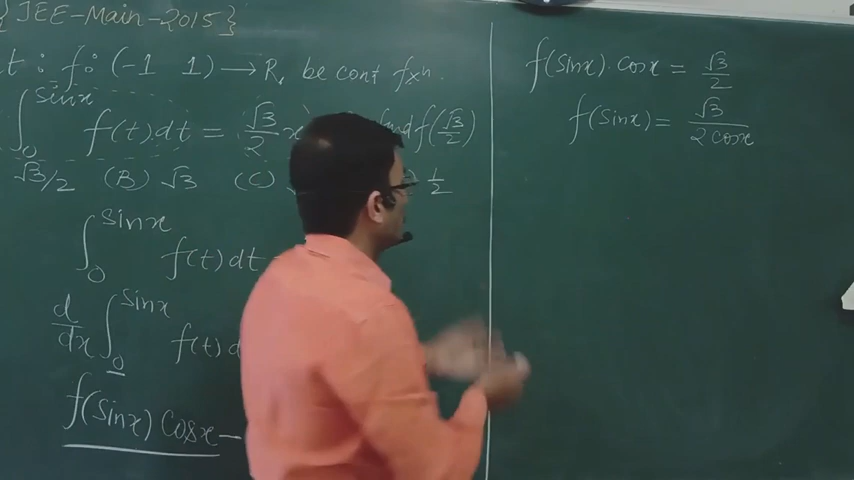 {JEE-Main-2015}
t : f : (-1 1) → R, be cont fxⁿ.
∫₀^sinx f(t).dt = √3/2 x find f(√3/2)
√3/2 (B) √3 (C) 1/2
∫₀^sinx f(t) dt
d/dx ∫₀^sinx f(t) d
f(sinx) cosx -
f(sinx). cosx = √3/2
f(sinx) = √3/(2 cosx)